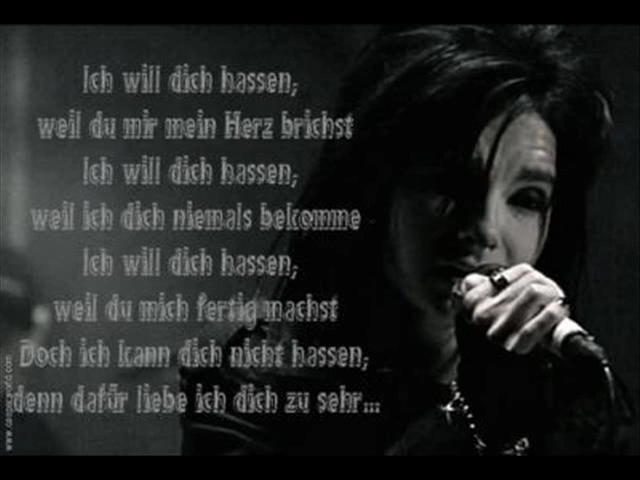 Ich will dich hassen,
weil du mir mein Herz brichst
Ich will dich hassen,
weil ich dich niemals bekomme
Ich will dich hassen,
weil du mich fertig machst
Doch ich kann dich nicht hassen,
denn dafür liebe ich dich zu sehr...